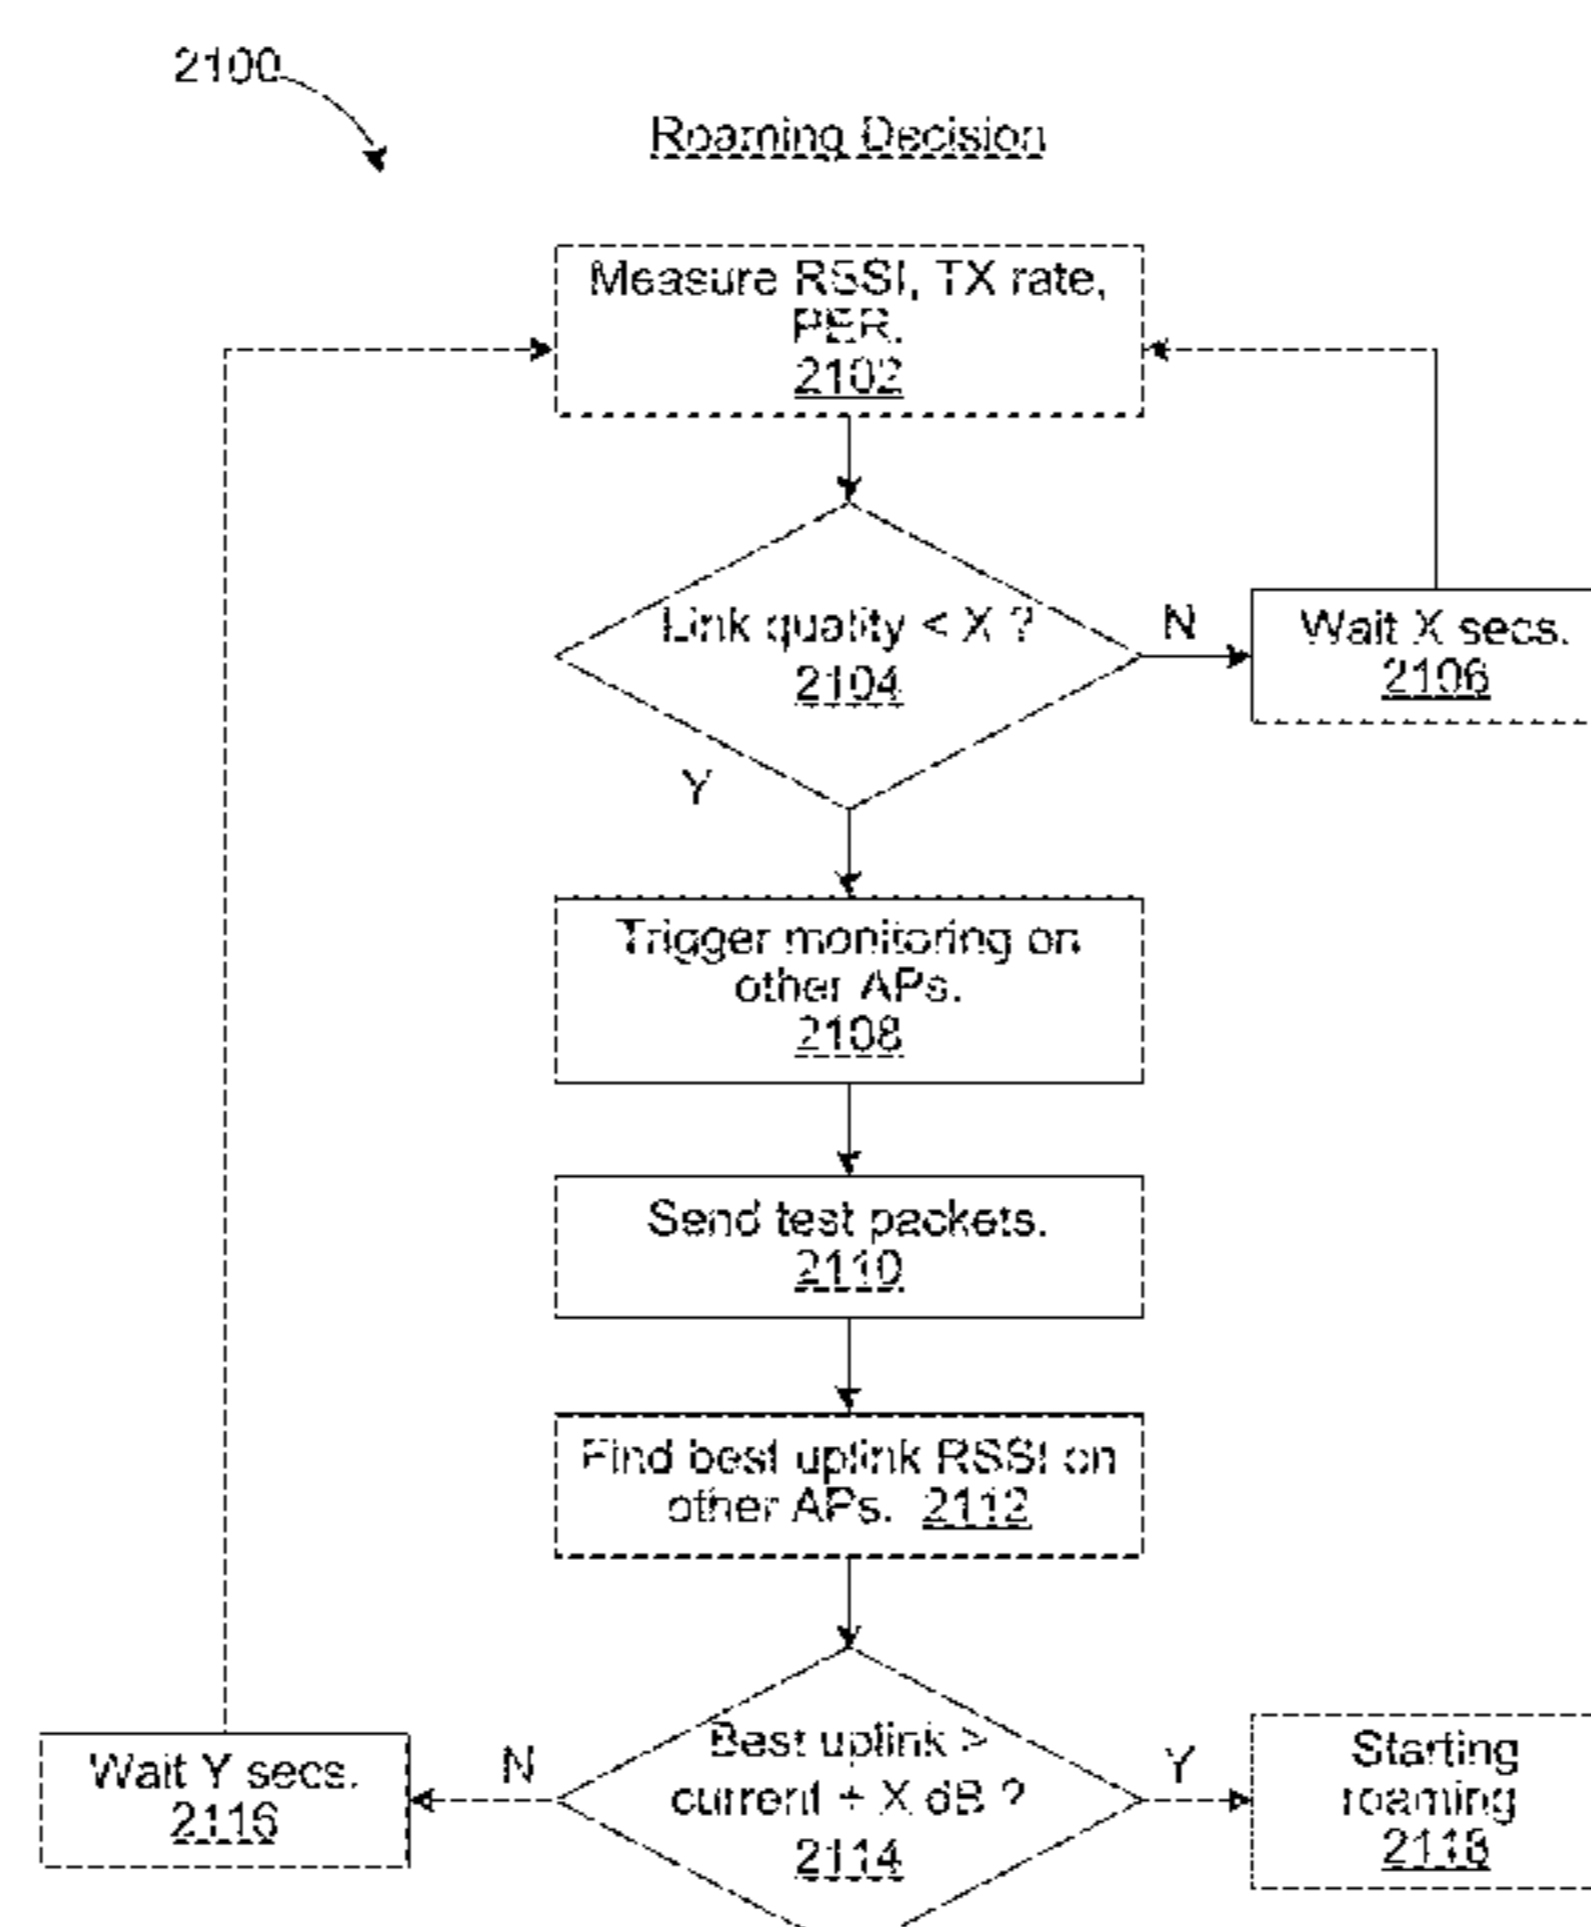 2100
Roaming Decision
Measure RSSI, TX rate,
PER.
2102
Link quality < X ?
2104
N
Wait X secs.
2106
Y
Trigger monitoring on
other APs.
2108
Send test packets.
2110
Find best uplink RSSI on
other APs. 2112
Best uplink >
current + X dB ?
2114
N
Wait Y secs.
2116
Y
Starting
roaming
2118